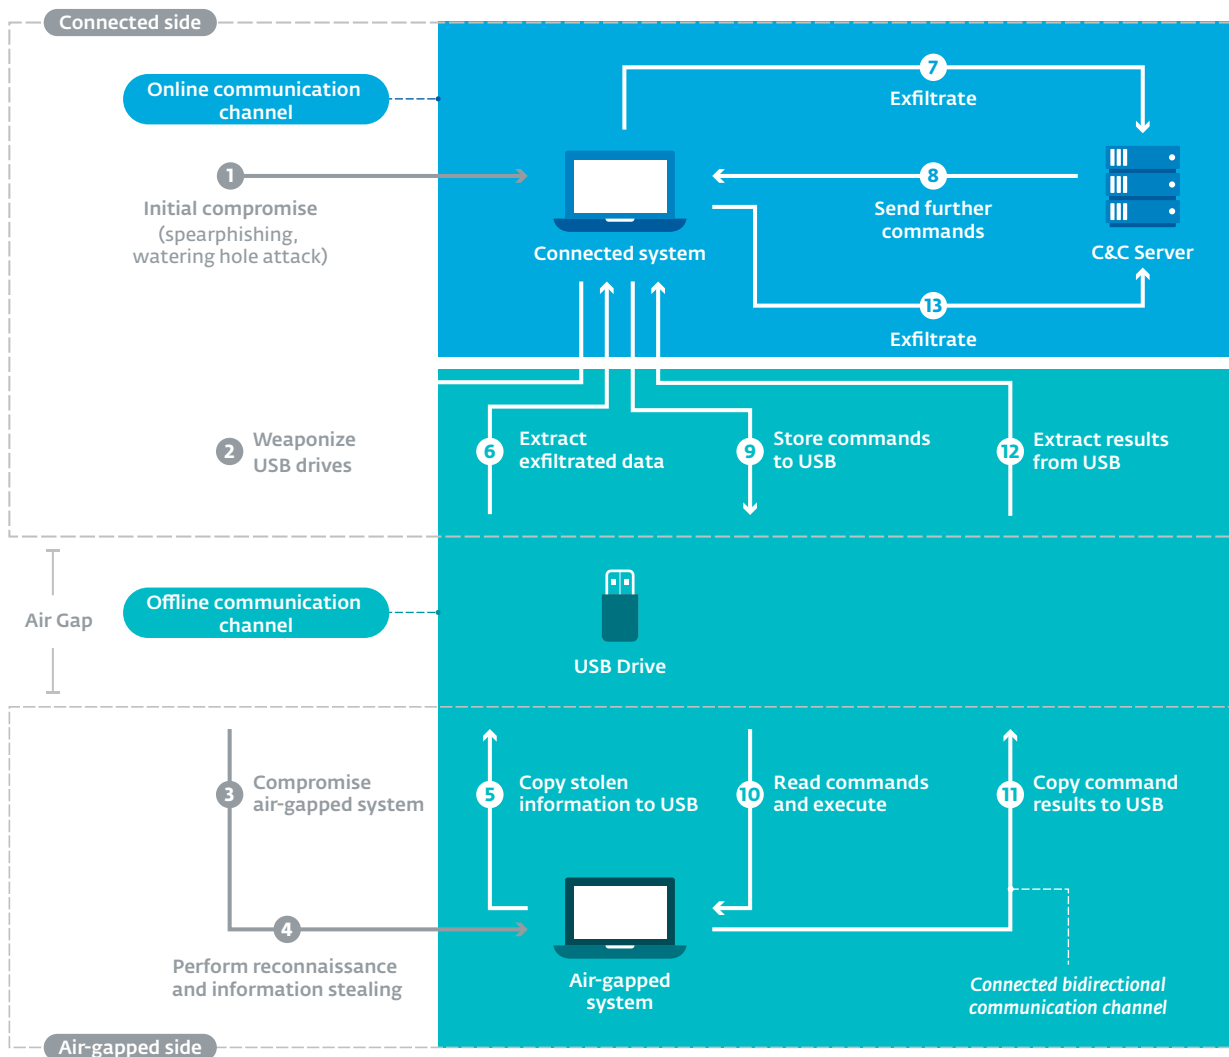 Connected side
Online communication
channel
7
Exfiltrate
1
Initial compromise
(spearphishing,
watering hole attack)
Connected system
8
Send further
commands
C&C Server
13
Exfiltrate
2
Weaponize
USB drives
6
Extract
exfiltrated data
9
Store commands
to USB
12
Extract results
from USB
Air Gap
Offline communication
channel
USB Drive
3
Compromise
air-gapped system
5
Copy stolen
information to USB
10
Read commands
and execute
11
Copy command
results to USB
4
Perform reconnaissance
and information stealing
Air-gapped
system
Connected bidirectional
communication channel
Air-gapped side